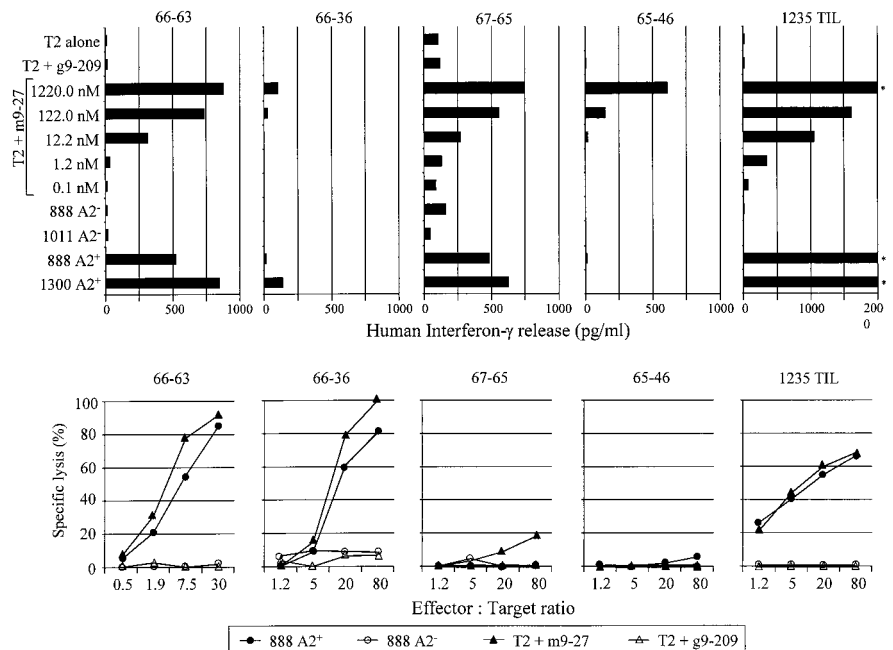 66-63 66-36 67-65 65-46 1235 TIL
T2 alone
T2 + g9-209
T2 + m9-27
1220.0 nM
122.0 nM
12.2 nM
1.2 nM
0.1 nM
888 A2-
1011 A2-
888 A2+
1300 A2+
*
*
*
0 500 1000 0 500 1000 0 500 1000 0 500 1000 0 1000 200
0
Human Interferon-γ release (pg/ml)
66-63 66-36 67-65 65-46 1235 TIL
Specific lysis (%)
100
80
60
40
20
0
0.5 1.9 7.5 30 1.2 5 20 80 1.2 5 20 80 1.2 5 20 80 1.2 5 20 80
Effector : Target ratio
888 A2+ 888 A2- T2 + m9-27 T2 + g9-209